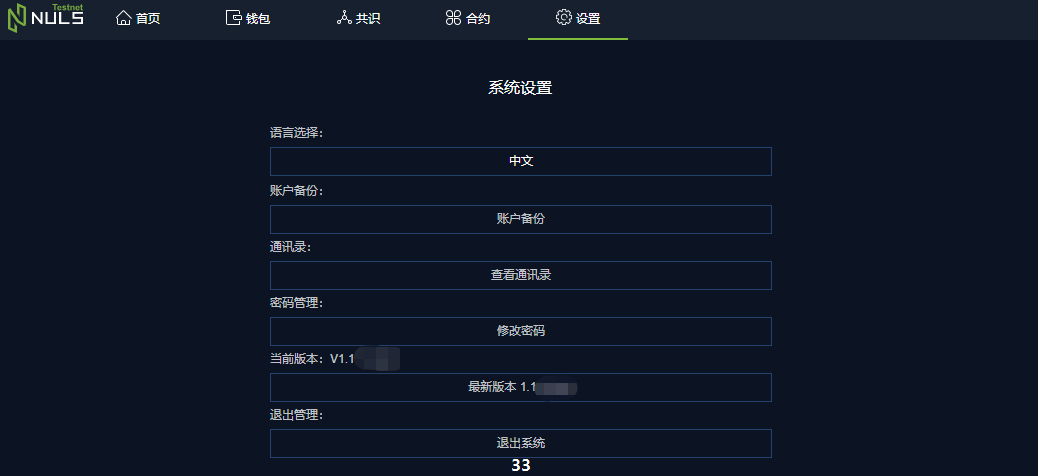 Testnet
NULS 首页 钱包 共识 合约 设置
系统设置
语言选择：
中文
账户备份：
账户备份
通讯录：
查看通讯录
密码管理：
修改密码
当前版本：V1.1
最新版本 1.1
退出管理：
退出系统
33